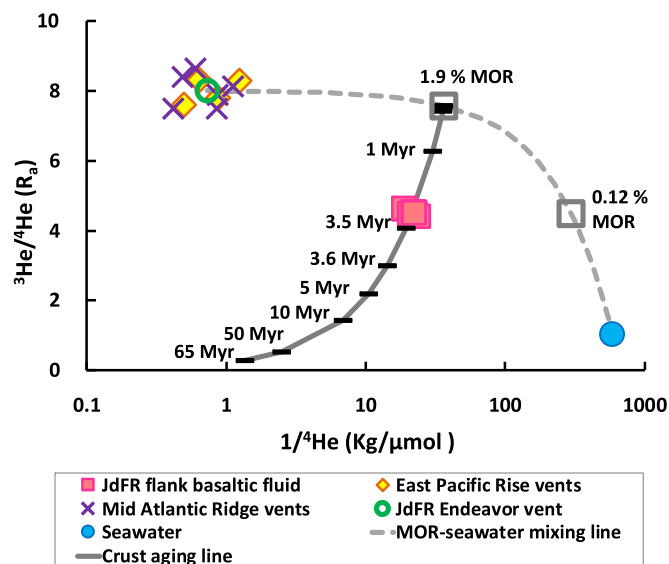 10
8
6
4
2
0
³He/⁴He (Rₐ)
1.9 % MOR
1 Myr
0.12 %
MOR
3.5 Myr
3.6 Myr
5 Myr
10 Myr
50 Myr
65 Myr
0.1 1 10 100 1000
1/⁴He (Kg/μmol )
JdFR flank basaltic fluid East Pacific Rise vents
Mid Atlantic Ridge vents JdFR Endeavor vent
Seawater MOR-seawater mixing line
Crust aging line